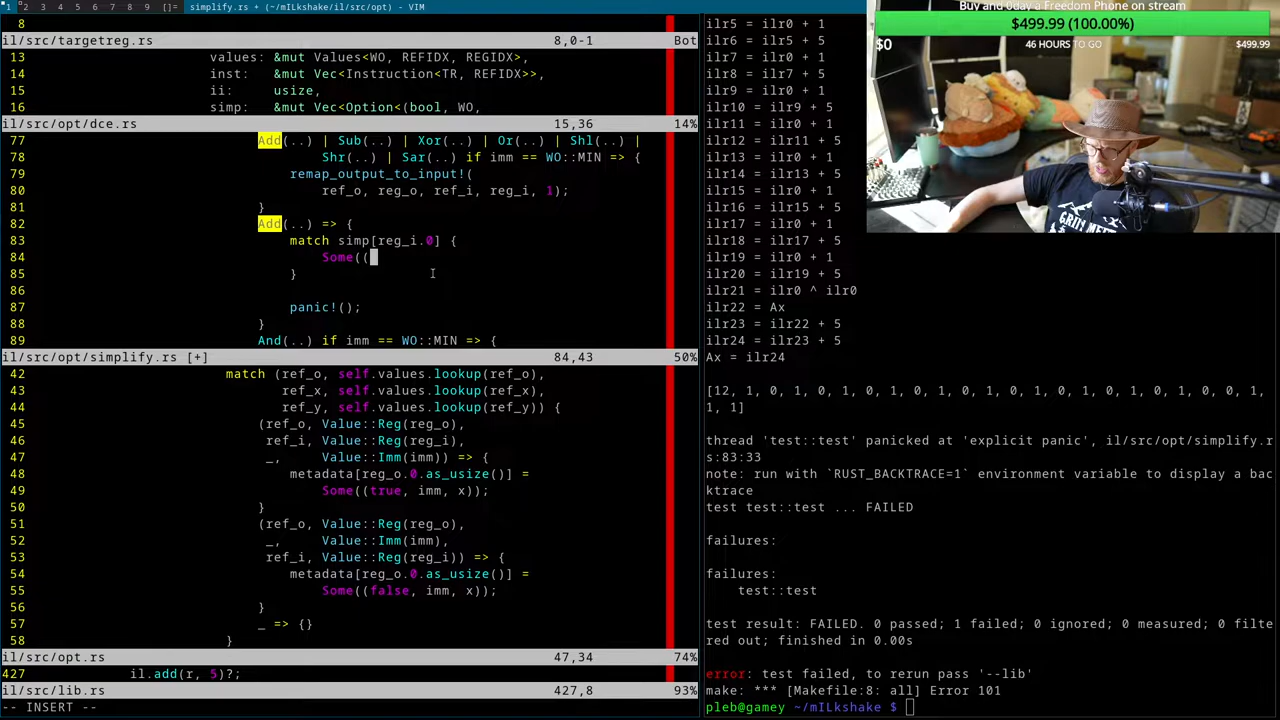 1 2 3 4 5 6 7 8 9 []= simplify.rs + (~/mILkshake/il/src/opt) - VIM
8
il/src/targetreg.rs 8,0-1 Bot
13 values: &mut Values<WO, REFIDX, REGIDX>,
14 inst: &mut Vec<Instruction<TR, REFIDX>>,
15 ii: usize,
16 simp: &mut Vec<Option<(bool, WO,
il/src/opt/dce.rs 15,36 14%
77 Add(..) | Sub(..) | Xor(..) | Or(..) | Shl(..) |
78 Shr(..) | Sar(..) if imm == WO::MIN => {
79 remap_output_to_input!(
80 ref_o, reg_o, ref_i, reg_i, 1);
81 }
82 Add(..) => {
83 match simp[reg_i.0] {
84 Some((
85 }
86
87 panic!();
88 }
89 And(..) if imm == WO::MIN => {
il/src/opt/simplify.rs [+] 84,43 50%
42 match (ref_o, self.values.lookup(ref_o),
43 ref_x, self.values.lookup(ref_x),
44 ref_y, self.values.lookup(ref_y)) {
45 (ref_o, Value::Reg(reg_o),
46 ref_i, Value::Reg(reg_i),
47 _, Value::Imm(imm)) => {
48 metadata[reg_o.0.as_usize()] =
49 Some((true, imm, x));
50 }
51 (ref_o, Value::Reg(reg_o),
52 _, Value::Imm(imm),
53 ref_i, Value::Reg(reg_i)) => {
54 metadata[reg_o.0.as_usize()] =
55 Some((false, imm, x));
56 }
57 _ => {}
58 }
il/src/opt.rs 47,34 74%
427 il.add(r, 5)?;
il/src/lib.rs 427,8 93%
-- INSERT --
ilr5 = ilr0 + 1
ilr6 = ilr5 + 5
ilr7 = ilr0 + 1
ilr8 = ilr7 + 5
ilr9 = ilr0 + 1
ilr10 = ilr9 + 5
ilr11 = ilr0 + 1
ilr12 = ilr11 + 5
ilr13 = ilr0 + 1
ilr14 = ilr13 + 5
ilr15 = ilr0 + 1
ilr16 = ilr15 + 5
ilr17 = ilr0 + 1
ilr18 = ilr17 + 5
ilr19 = ilr0 + 1
ilr20 = ilr19 + 5
ilr21 = ilr0 ^ ilr0
ilr22 = Ax
ilr23 = ilr22 + 5
ilr24 = ilr23 + 5
Ax = ilr24
[12, 1, 0, 1, 0, 1, 0, 1, 0, 1, 0, 1, 0, 1, 0, 1, 0, 1, 0, 1, 0, 0, 1,
1, 1]
thread 'test::test' panicked at 'explicit panic', il/src/opt/simplify.r
s:83:33
note: run with `RUST_BACKTRACE=1` environment variable to display a bac
ktrace
test test::test ... FAILED
failures:
failures:
test::test
test result: FAILED. 0 passed; 1 failed; 0 ignored; 0 measured; 0 filte
red out; finished in 0.00s
error: test failed, to rerun pass '--lib'
make: *** [Makefile:8: all] Error 101
pleb@gamey ~/mILkshake $
Buy and 0day a Freedom Phone on stream
$499.99 (100.00%)
$0 46 HOURS TO GO $499.99